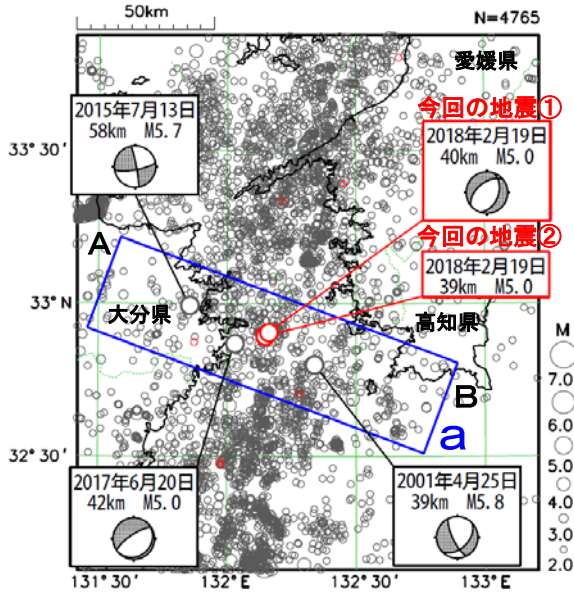 50km
N=4765
愛媛県
今回の地震①
2015年7月13日
58km M5.7
2018年2月19日
40km M5.0
33°30′
今回の地震②
2018年2月19日
39km M5.0
A
33°N
大分県
高知県
M
7.0
6.0
5.0
4.0
3.0
2.0
B
a
32°30′
2017年6月20日
42km M5.0
2001年4月25日
39km M5.8
131°30′
132°E
132°30′
133°E